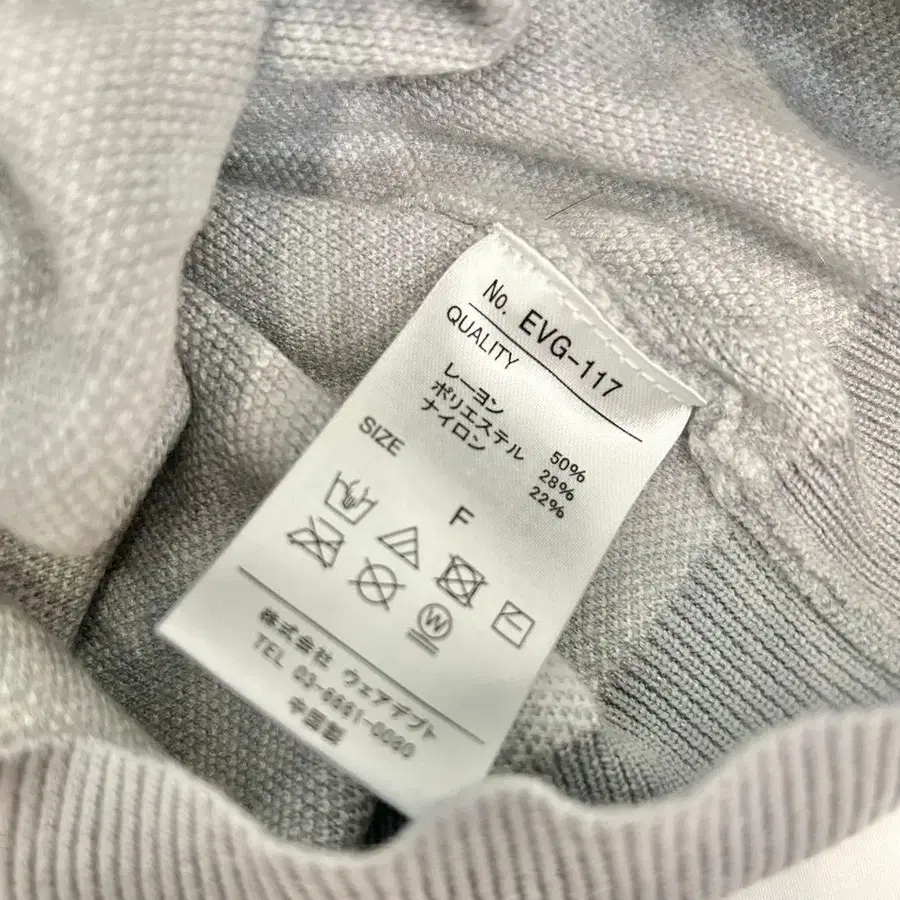 No. EVG-117
QUALITY
レーヨン 50%
ポリエステル 28%
ナイロン 22%
SIZE F
W
株式会社 ウェアデプト
TEL 03-6661-0060
中国製